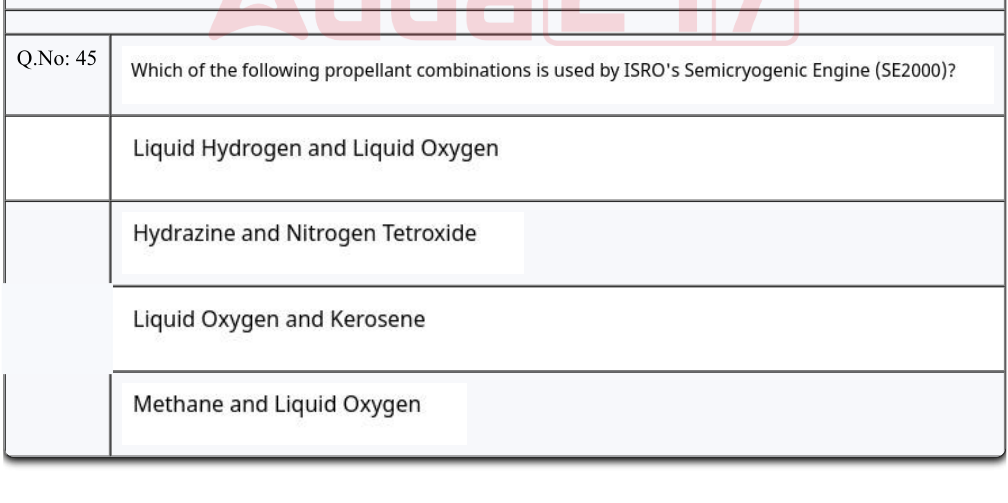 Q.No: 45
Which of the following propellant combinations is used by ISRO's Semicryogenic Engine (SE2000)?
Liquid Hydrogen and Liquid Oxygen
Hydrazine and Nitrogen Tetroxide
Liquid Oxygen and Kerosene
Methane and Liquid Oxygen